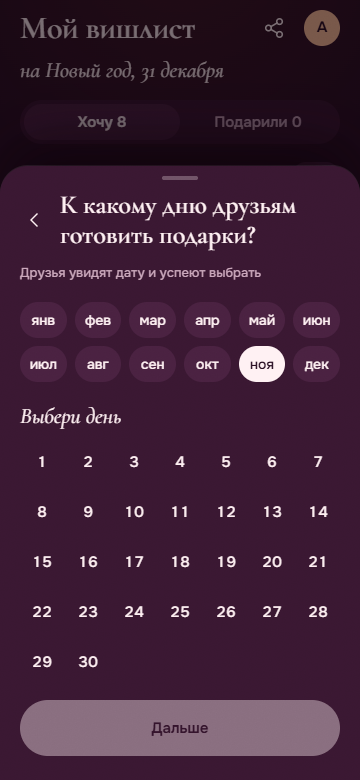 Мой вишлист
А
на Новый год, 31 декабря
Хочу 8 Подарили 0
К какому дню друзьям
готовить подарки?
Друзья увидят дату и успеют выбрать
янв фев мар апр май июн
июл авг сен окт ноя дек
Выбери день
1 2 3 4 5 6 7
8 9 10 11 12 13 14
15 16 17 18 19 20 21
22 23 24 25 26 27 28
29 30
Дальше